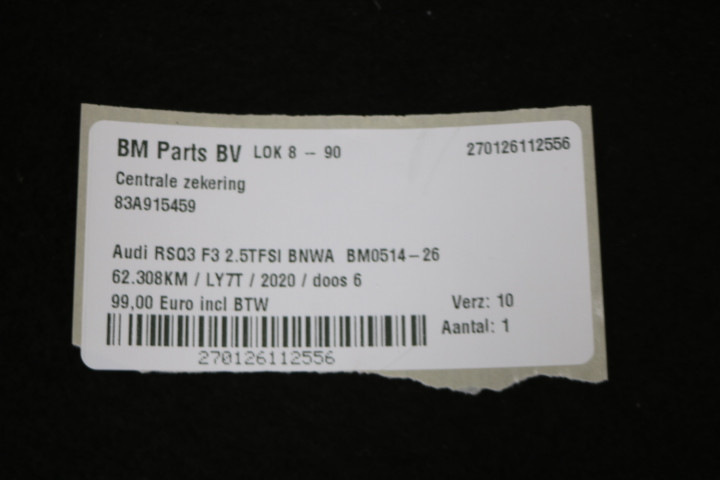 BM Parts BV LOK 8 - 90 270126112556
Centrale zekering
83A915459
Audi RSQ3 F3 2.5TFSI BNWA BM0514-26
62.308KM / LY7T / 2020 / doos 6
99,00 Euro incl BTW Verz: 10
Aantal: 1
270126112556